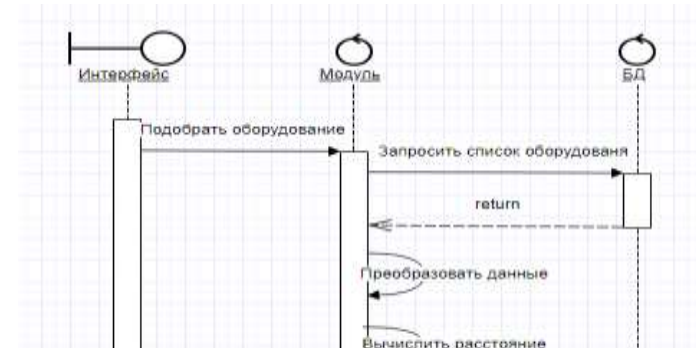 Интерфейс Модуль БД
Подобрать оборудование
Запросить список оборудованя
return
Преобразовать данные
Вычислить расстояние